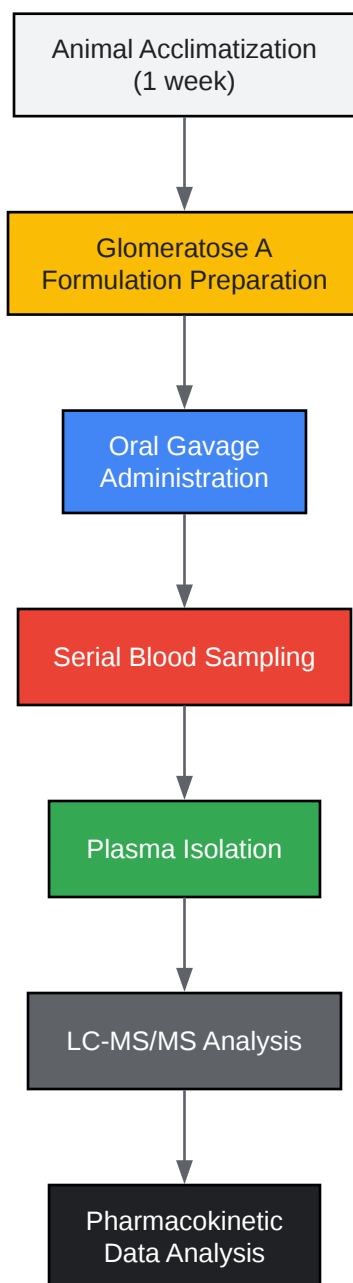 Animal Acclimatization
(1 week)
Glomeratose A
Formulation Preparation
Oral Gavage
Administration
Serial Blood Sampling
Plasma Isolation
LC-MS/MS Analysis
Pharmacokinetic
Data Analysis